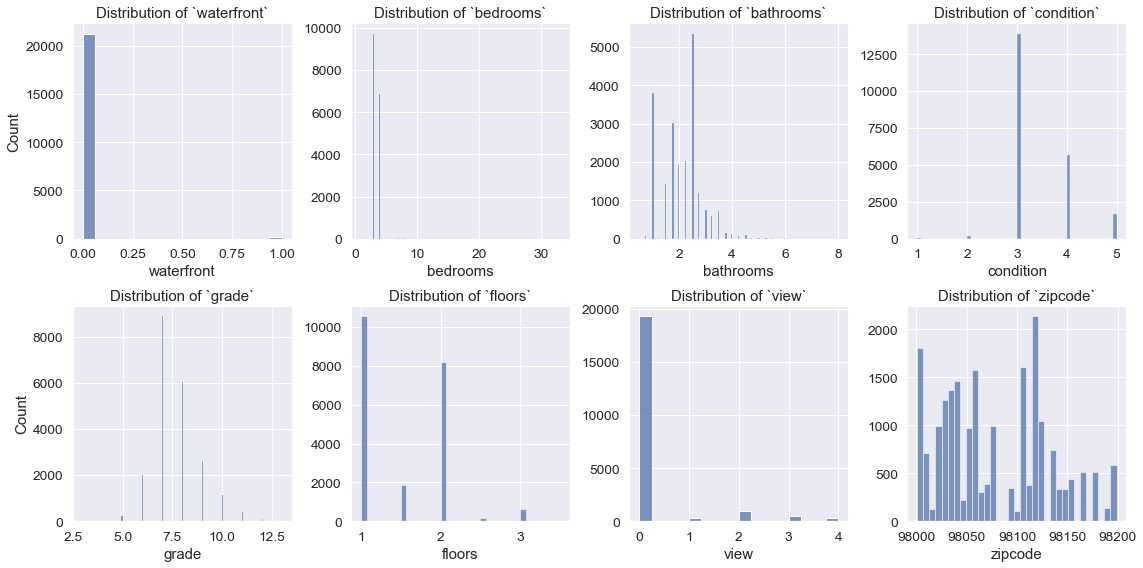 Distribution of `waterfront` Distribution of `bedrooms` Distribution of `bathrooms` Distribution of `condition`
20000 15000 10000 5000 0
10000 8000 6000 4000 2000 0
5000 4000 3000 2000 1000 0
12500 10000 7500 5000 2500 0
Count
0.00 0.25 0.50 0.75 1.00
0 10 20 30
2 4 6 8
1 2 3 4 5
waterfront bedrooms bathrooms condition
Distribution of `grade` Distribution of `floors` Distribution of `view` Distribution of `zipcode`
8000 6000 4000 2000 0
10000 8000 6000 4000 2000 0
20000 15000 10000 5000 0
2000 1500 1000 500 0
Count
2.5 5.0 7.5 10.0 12.5
1 2 3
0 1 2 3 4
98000 98050 98100 98150 98200
grade floors view zipcode